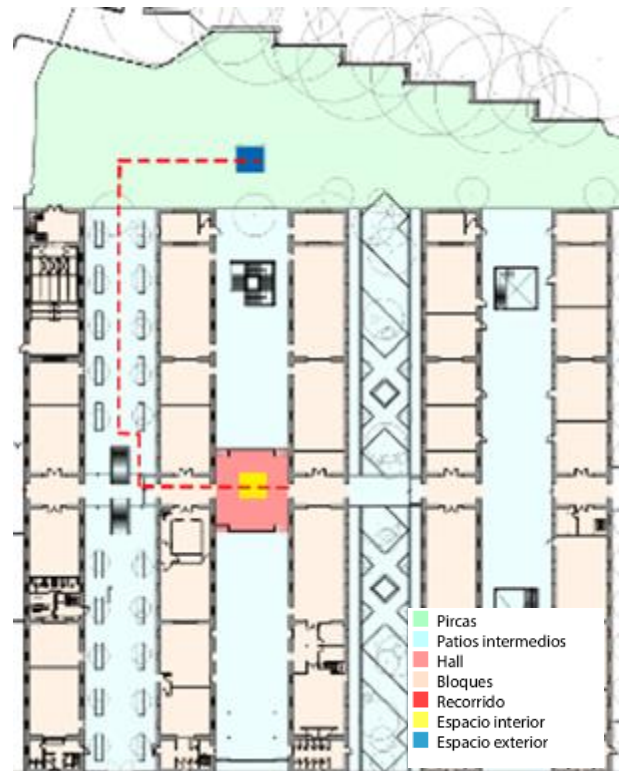 Pircas
Patios intermedios
Hall
Bloques
Recorrido
Espacio interior
Espacio exterior